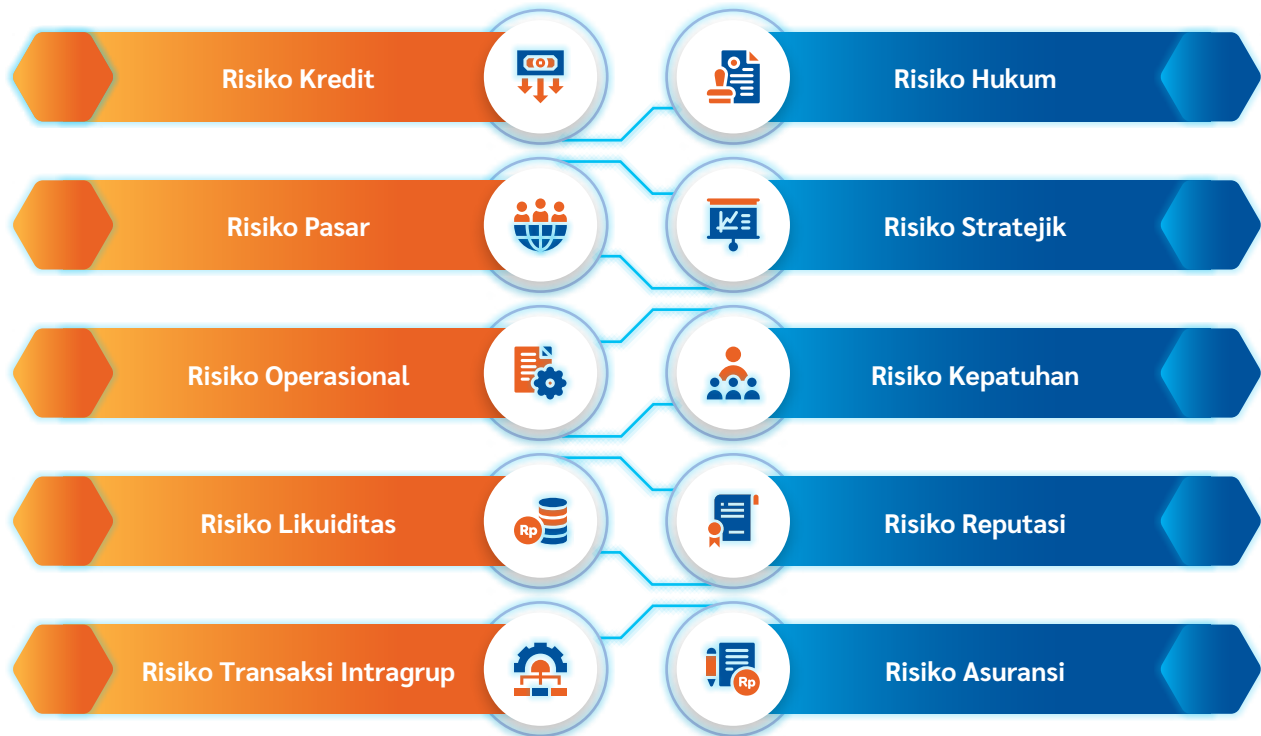 Risiko Kredit
Risiko Hukum
Risiko Pasar
Risiko Stratejik
Risiko Operasional
Risiko Kepatuhan
Risiko Likuiditas
Rp
Risiko Reputasi
Risiko Transaksi Intragrup
Rp
Risiko Asuransi